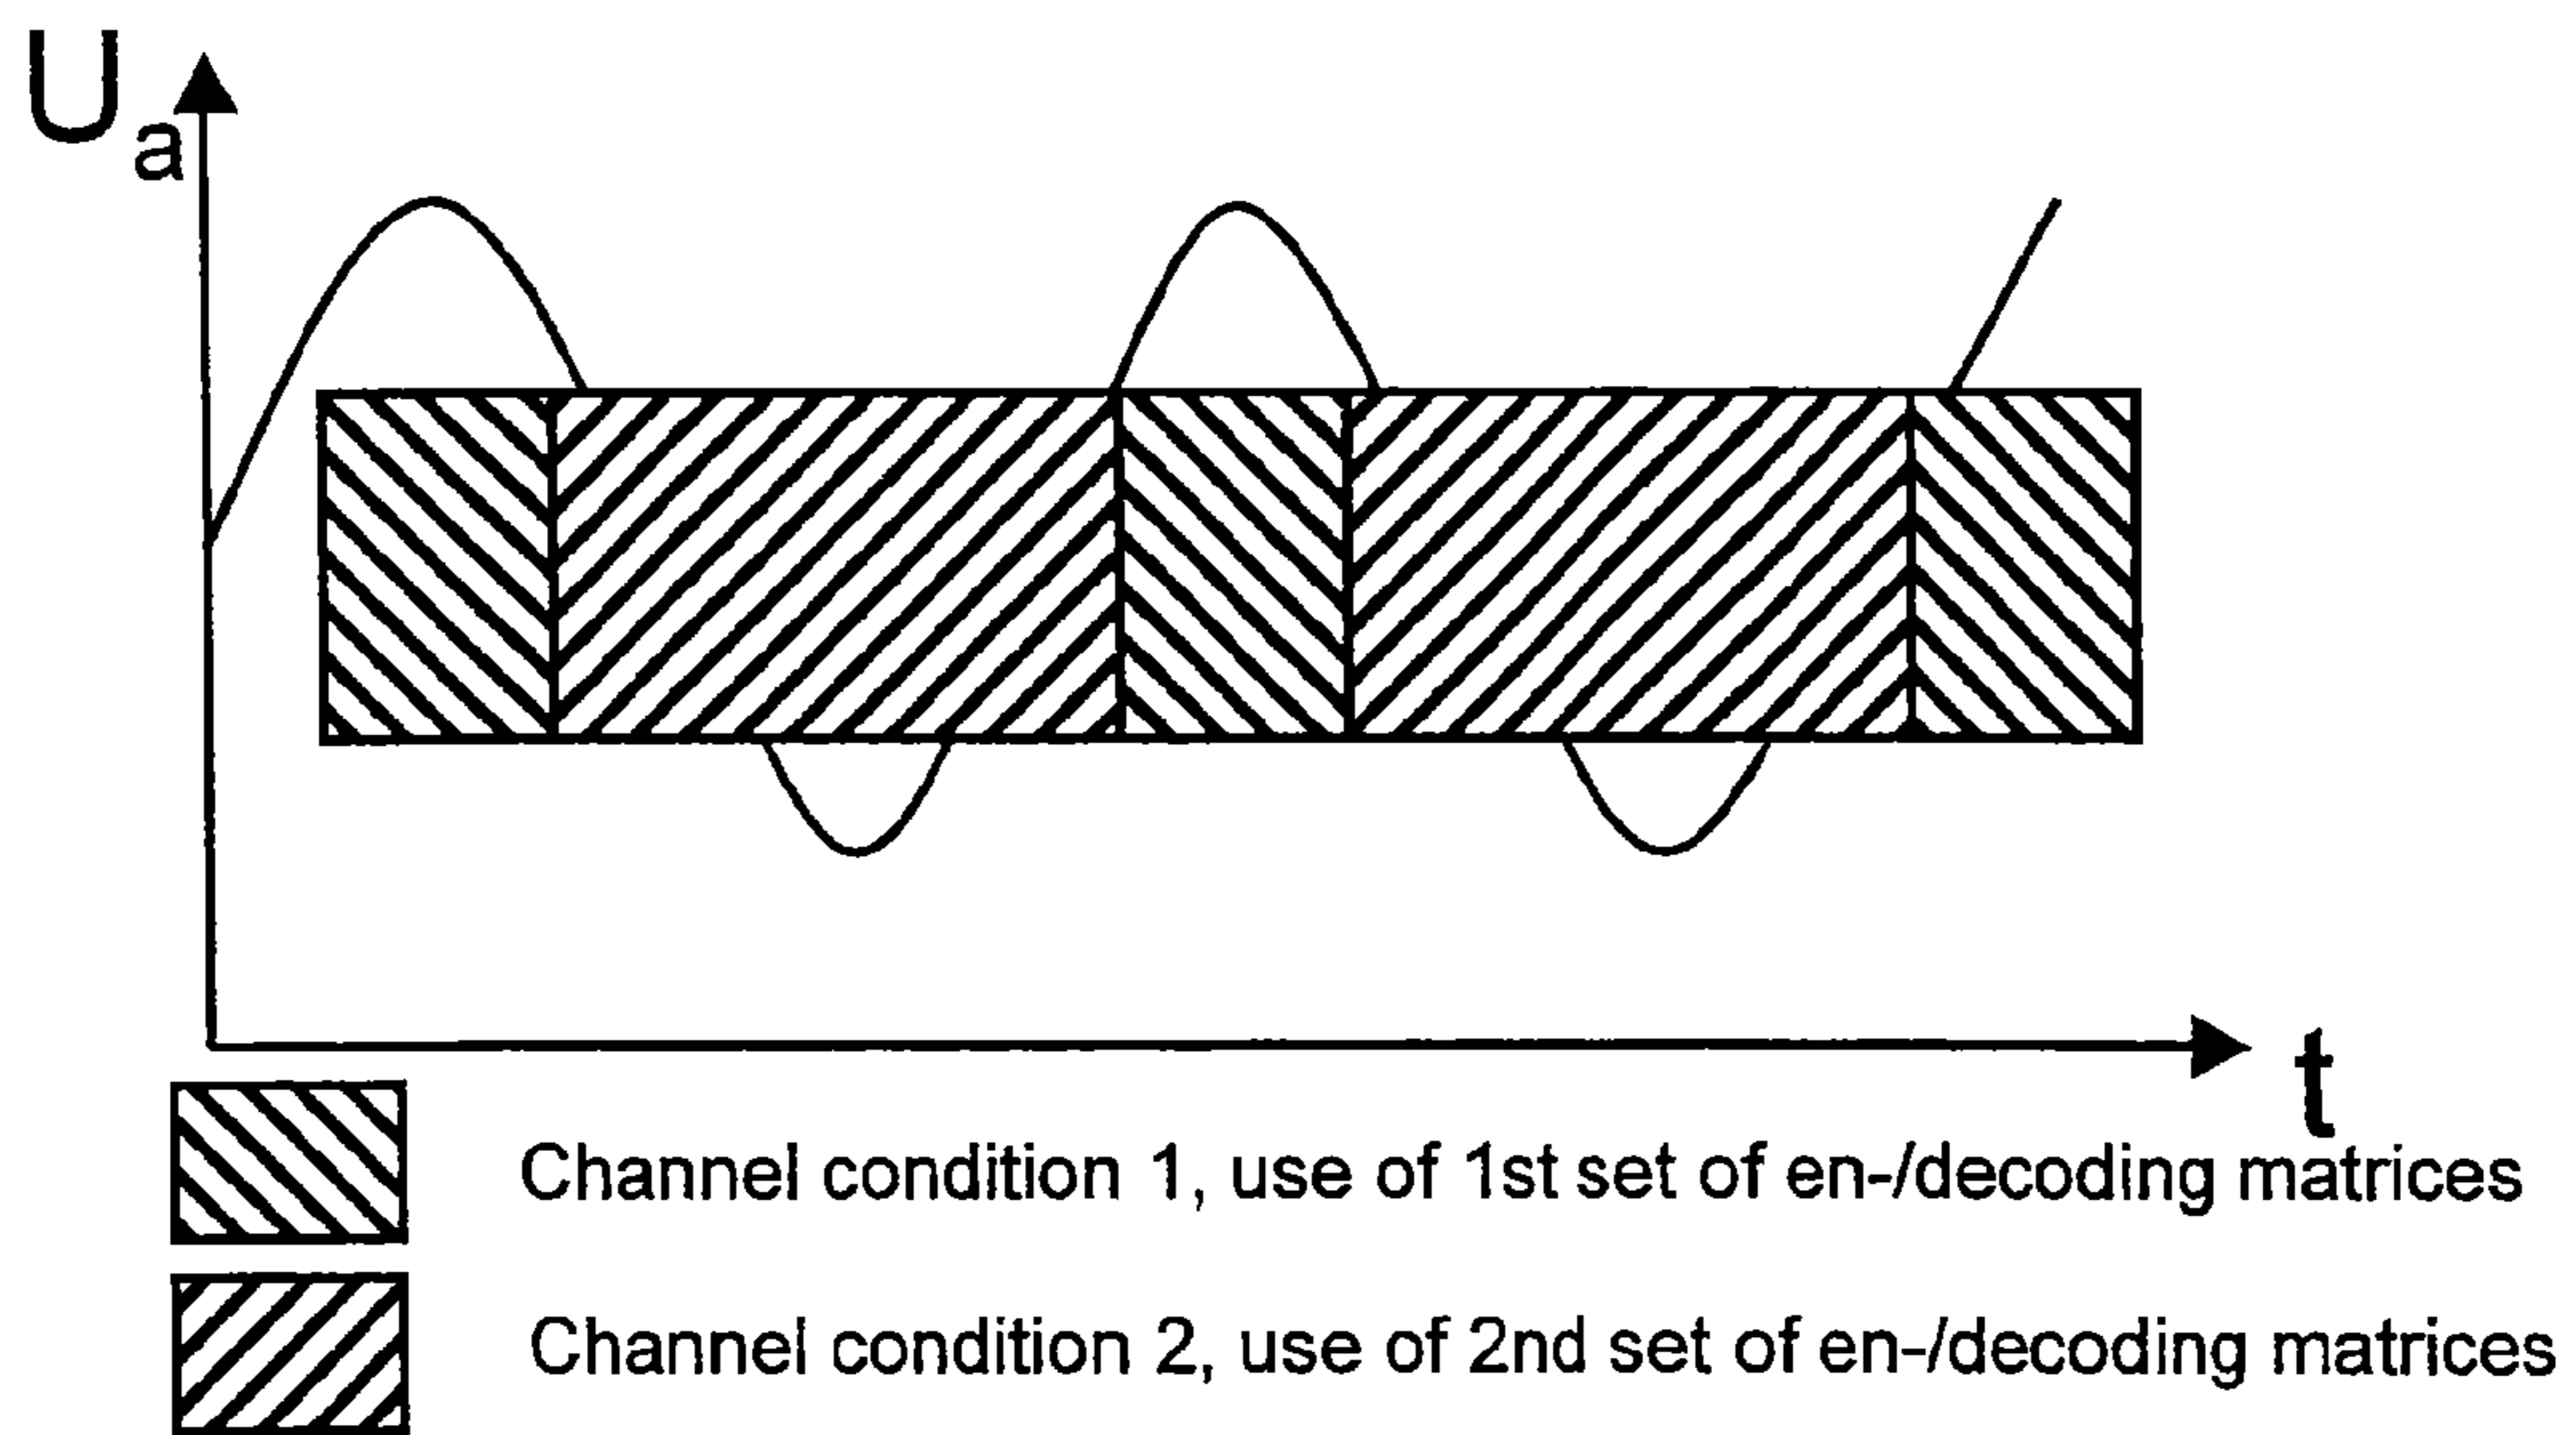 Ua
t
Channel condition 1, use of 1st set of en-/decoding matrices
Channel condition 2, use of 2nd set of en-/decoding matrices